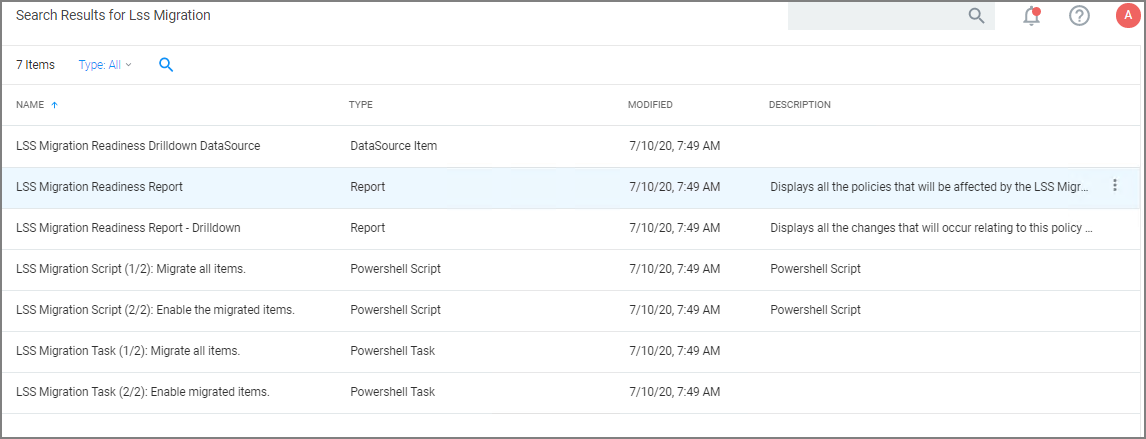 Search Results for Lss Migration
A
7 Items Type: All
NAME TYPE MODIFIED DESCRIPTION
LSS Migration Readiness Drilldown DataSource DataSource Item 7/10/20, 7:49 AM
LSS Migration Readiness Report Report 7/10/20, 7:49 AM Displays all the policies that will be affected by the LSS Migr...
LSS Migration Readiness Report - Drilldown Report 7/10/20, 7:49 AM Displays all the changes that will occur relating to this policy ...
LSS Migration Script (1/2): Migrate all items. Powershell Script 7/10/20, 7:49 AM Powershell Script
LSS Migration Script (2/2): Enable the migrated items. Powershell Script 7/10/20, 7:49 AM Powershell Script
LSS Migration Task (1/2): Migrate all items. Powershell Task 7/10/20, 7:49 AM
LSS Migration Task (2/2): Enable migrated items. Powershell Task 7/10/20, 7:49 AM